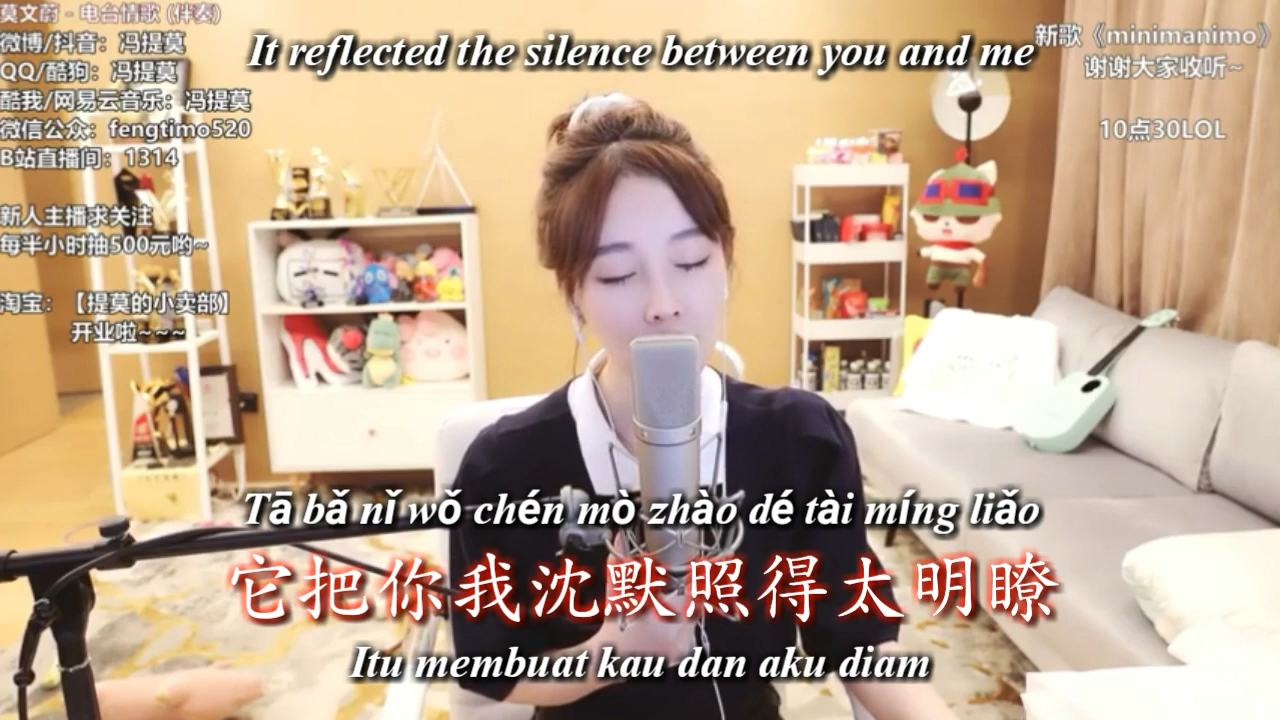 莫文蔚 - 电台情歌 (伴奏)
微博/抖音：冯提莫
QQ/酷狗：冯提莫
酷我/网易云音乐：冯提莫
微信公众：fengtimo520
B站直播间：1314
新人主播求关注
每半小时抽500元哟~
淘宝：【提莫的小卖部】
开业啦~~~
It reflected the silence between you and me
新歌《minimanimo》
谢谢大家收听~
10点30LOL
Tā bǎ nǐ wǒ chén mò zhào dé tài míng liǎo
它把你我沈默照得太明瞭
Itu membuat kau dan aku diam